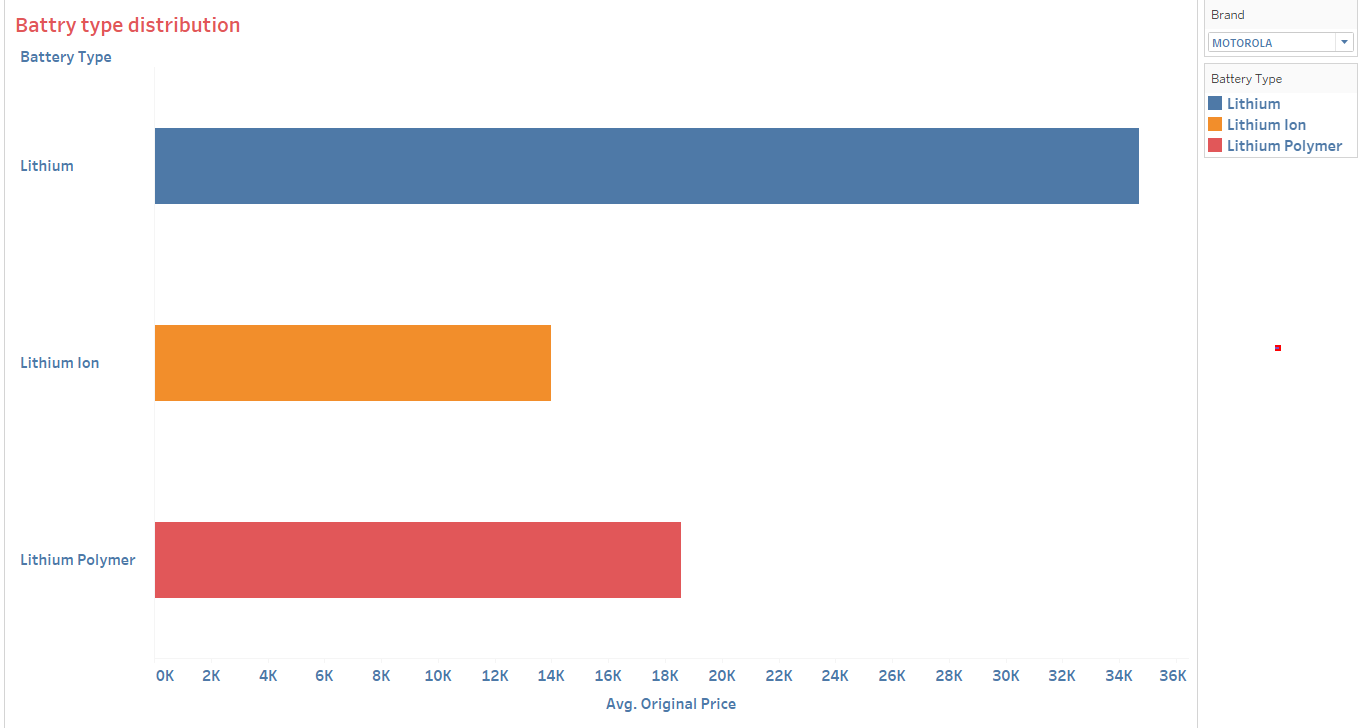 Battry type distribution
Battery Type
Lithium
Lithium Ion
Lithium Polymer
0K 2K 4K 6K 8K 10K 12K 14K 16K 18K 20K 22K 24K 26K 28K 30K 32K 34K 36K
Avg. Original Price
Brand
MOTOROLA
Battery Type
Lithium
Lithium Ion
Lithium Polymer